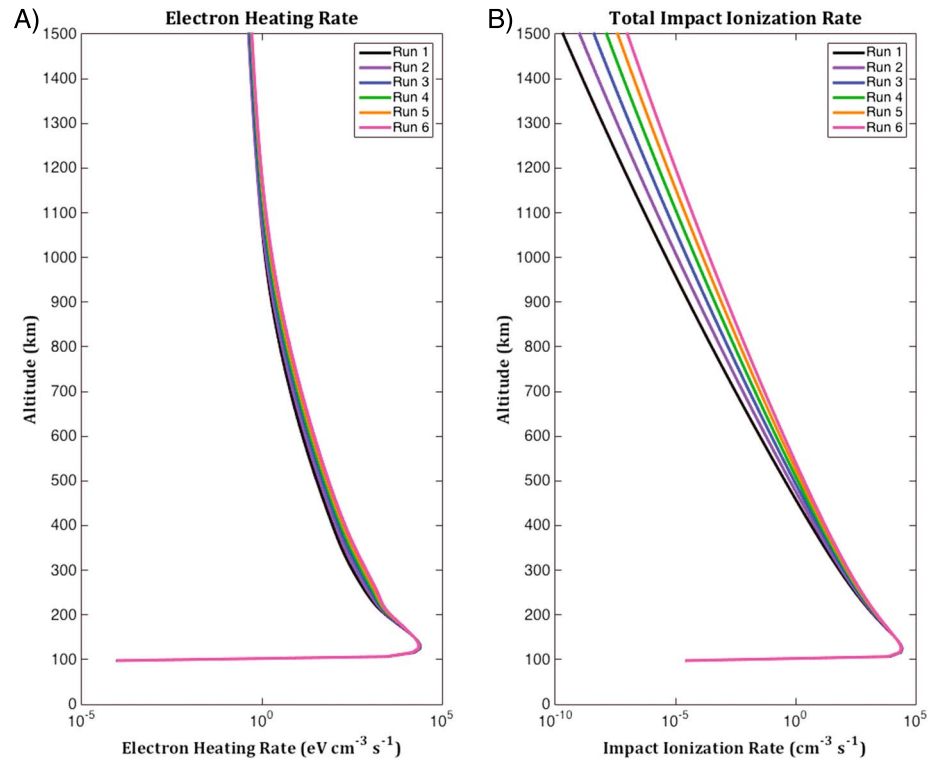 A)
Electron Heating Rate
1500
1400
1300
1200
1100
1000
900
800
700
600
500
400
300
200
100
0
Altitude (km)
Run 1
Run 2
Run 3
Run 4
Run 5
Run 6
10^-5
10^0
10^5
Electron Heating Rate (eV cm^-3 s^-1)
B)
Total Impact Ionization Rate
1500
1400
1300
1200
1100
1000
900
800
700
600
500
400
300
200
100
0
Altitude (km)
Run 1
Run 2
Run 3
Run 4
Run 5
Run 6
10^-10
10^-5
10^0
10^5
Impact Ionization Rate (cm^-3 s^-1)